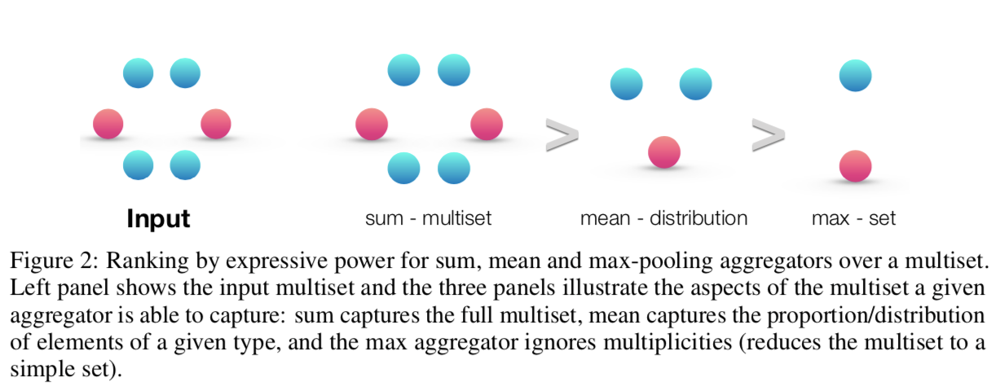 Input
sum - multiset
>
mean - distribution
>
max - set
Figure 2: Ranking by expressive power for sum, mean and max-pooling aggregators over a multiset.
Left panel shows the input multiset and the three panels illustrate the aspects of the multiset a given
aggregator is able to capture: sum captures the full multiset, mean captures the proportion/distribution
of elements of a given type, and the max aggregator ignores multiplicities (reduces the multiset to a
simple set).